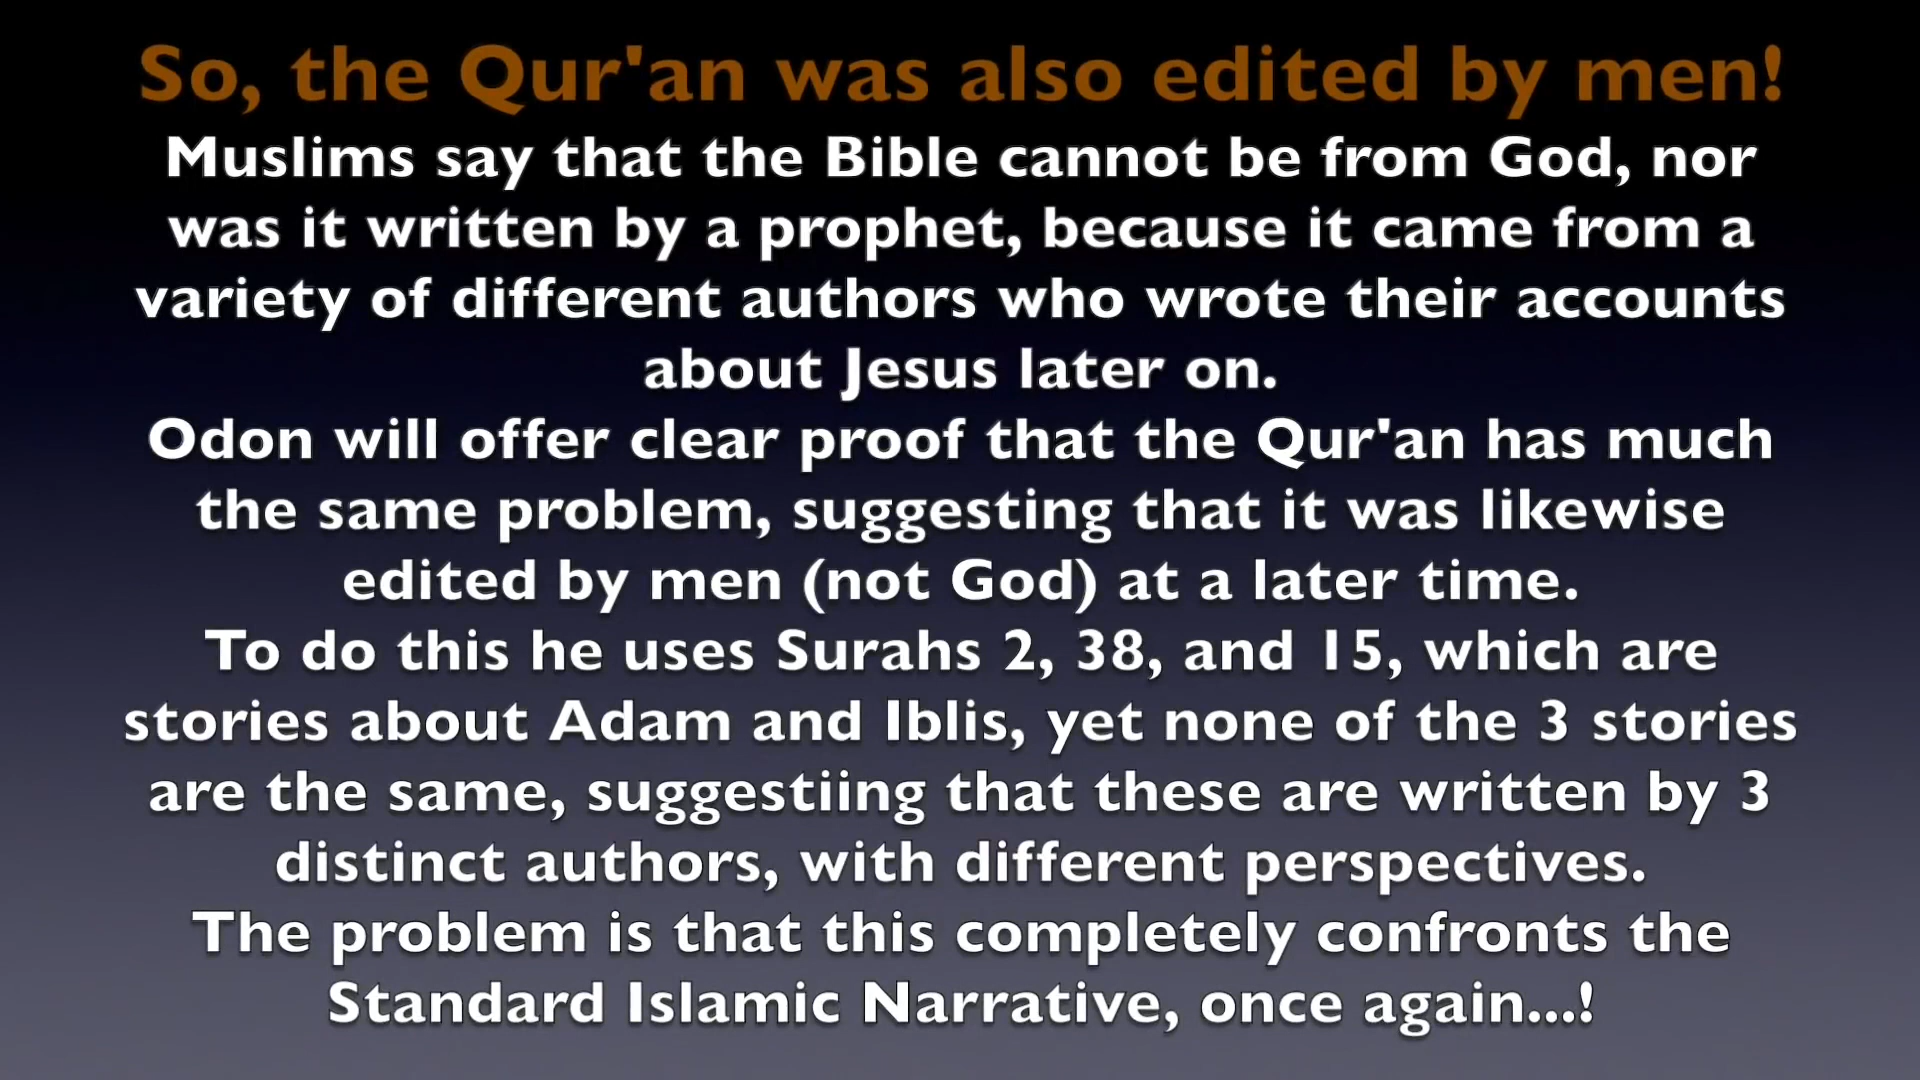 So, the Qur'an was also edited by men!
Muslims say that the Bible cannot be from God, nor
was it written by a prophet, because it came from a
variety of different authors who wrote their accounts
about Jesus later on.
Odon will offer clear proof that the Qur'an has much
the same problem, suggesting that it was likewise
edited by men (not God) at a later time.
To do this he uses Surahs 2, 38, and 15, which are
stories about Adam and Iblis, yet none of the 3 stories
are the same, suggestiing that these are written by 3
distinct authors, with different perspectives.
The problem is that this completely confronts the
Standard Islamic Narrative, once again...!